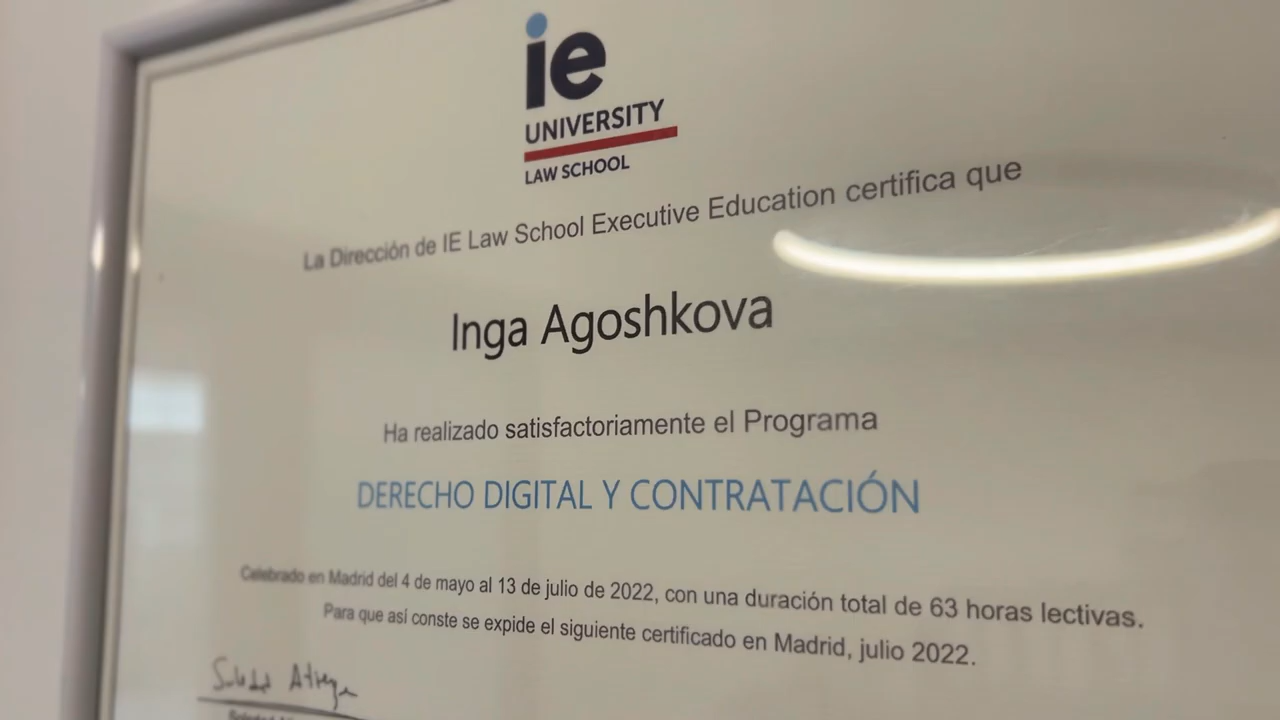 ie
UNIVERSITY
LAW SCHOOL
La Dirección de IE Law School Executive Education certifica que
Inga Agoshkova
Ha realizado satisfactoriamente el Programa
DERECHO DIGITAL Y CONTRATACIÓN
Celebrado en Madrid del 4 de mayo al 13 de julio de 2022, con una duración total de 63 horas lectivas.
Para que así conste se expide el siguiente certificado en Madrid, julio 2022.